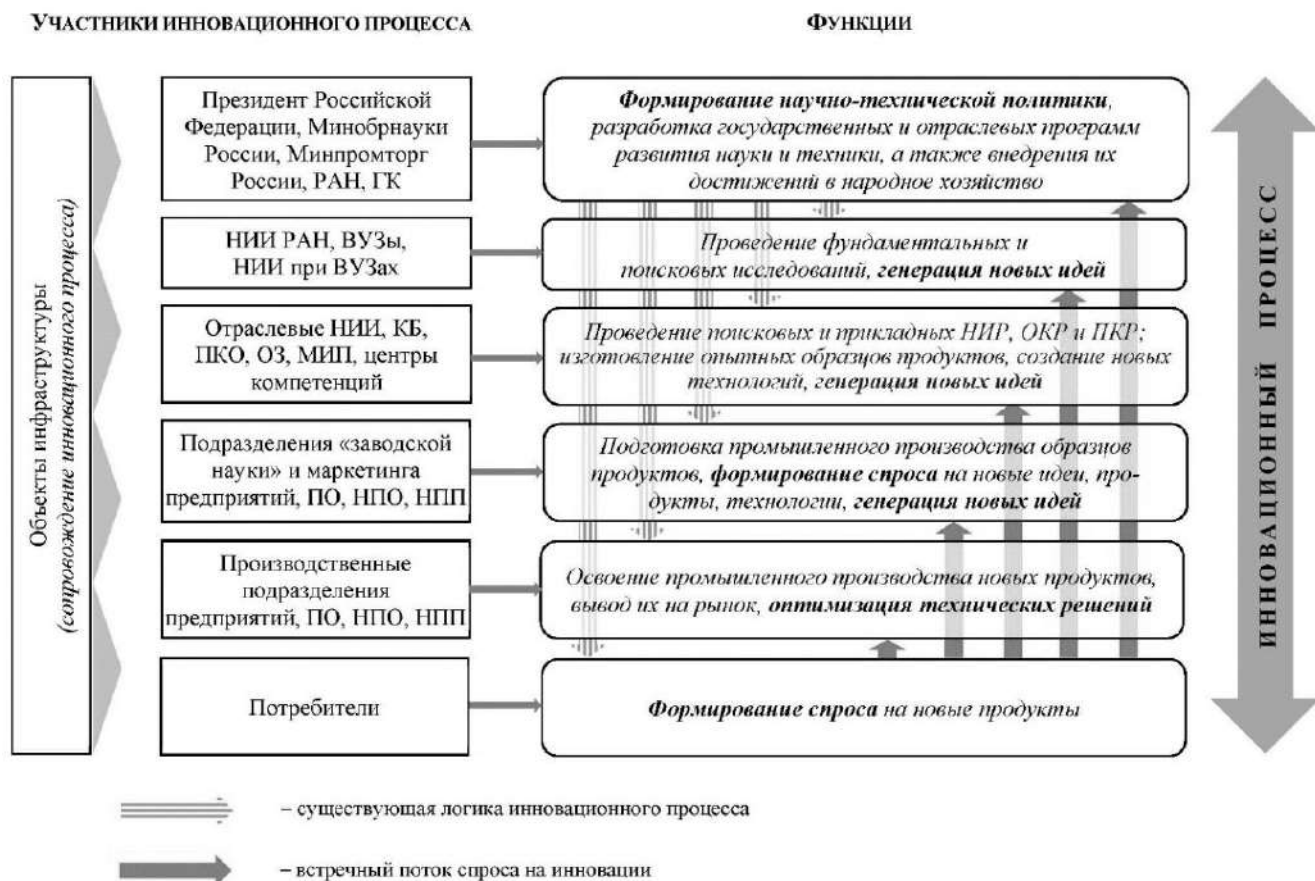 УЧАСТНИКИ ИННОВАЦИОННОГО ПРОЦЕССА
ФУНКЦИИ
Объекты инфраструктуры
(сопровождение инновационного процесса)
Президент Российской
Федерации, Минобрнауки
России, Минпромторг
России, РАН, ГК
Формирование научно-технической политики,
разработка государственных и отраслевых программ
развития науки и техники, а также внедрения их
достижений в народное хозяйство
НИИ РАН, ВУЗы,
НИИ при ВУЗах
Проведение фундаментальных и
поисковых исследований, генерация новых идей
Отраслевые НИИ, КБ,
ПКО, ОЗ, МИП, центры
компетенций
Проведение поисковых и прикладных НИР, ОКР и ПКР;
изготовление опытных образцов продуктов, создание новых
технологий, генерация новых идей
Подразделения «заводской
науки» и маркетинга
предприятий, ПО, НПО, НПП
Подготовка промышленного производства образцов
продуктов, формирование спроса на новые идеи, про-
дукты, технологии, генерация новых идей
Производственные
подразделения
предприятий, ПО, НПО, НПП
Освоение промышленного производства новых продуктов,
вывод их на рынок, оптимизация технических решений
Потребители
Формирование спроса на новые продукты
ИННОВАЦИОННЫЙ ПРОЦЕСС
– существующая логика инновационного процесса
– встречный поток спроса на инновации